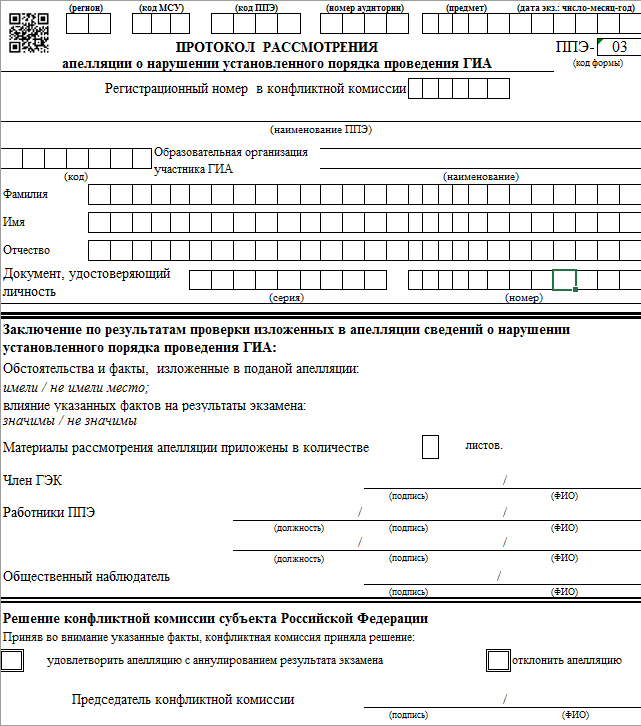 (регион) (код МСУ) (код ППЭ) (номер аудитории) (предмет) (дата экз.: число-месяц-год)
ПРОТОКОЛ РАССМОТРЕНИЯ
апелляции о нарушении установленного порядка проведения ГИА
ППЭ- 03
(код формы)
Регистрационный номер в конфликтной комиссии
(наименование ППЭ)
Образовательная организация
участника ГИА
(код) (наименование)
Фамилия
Имя
Отчество
Документ, удостоверяющий
личность
(серия) (номер)
Заключение по результатам проверки изложенных в апелляции сведений о нарушении
установленного порядка проведения ГИА:
Обстоятельства и факты, изложенные в поданой апелляции:
имели / не имели место;
влияние указанных фактов на результаты экзамена:
значимы / не значимы
Материалы рассмотрения апелляции приложены в количестве листов.
Член ГЭК /
(подпись) (ФИО)
Работники ППЭ / /
(должность) (подпись) (ФИО)
/ /
(должность) (подпись) (ФИО)
Общественный наблюдатель /
(подпись) (ФИО)
Решение конфликтной комиссии субъекта Российской Федерации
Приняв во внимание указанные факты, конфликтная комиссия приняла решение:
удовлетворить апелляцию с аннулированием результата экзамена отклонить апелляцию
Председатель конфликтной комиссии /
(подпись) (ФИО)